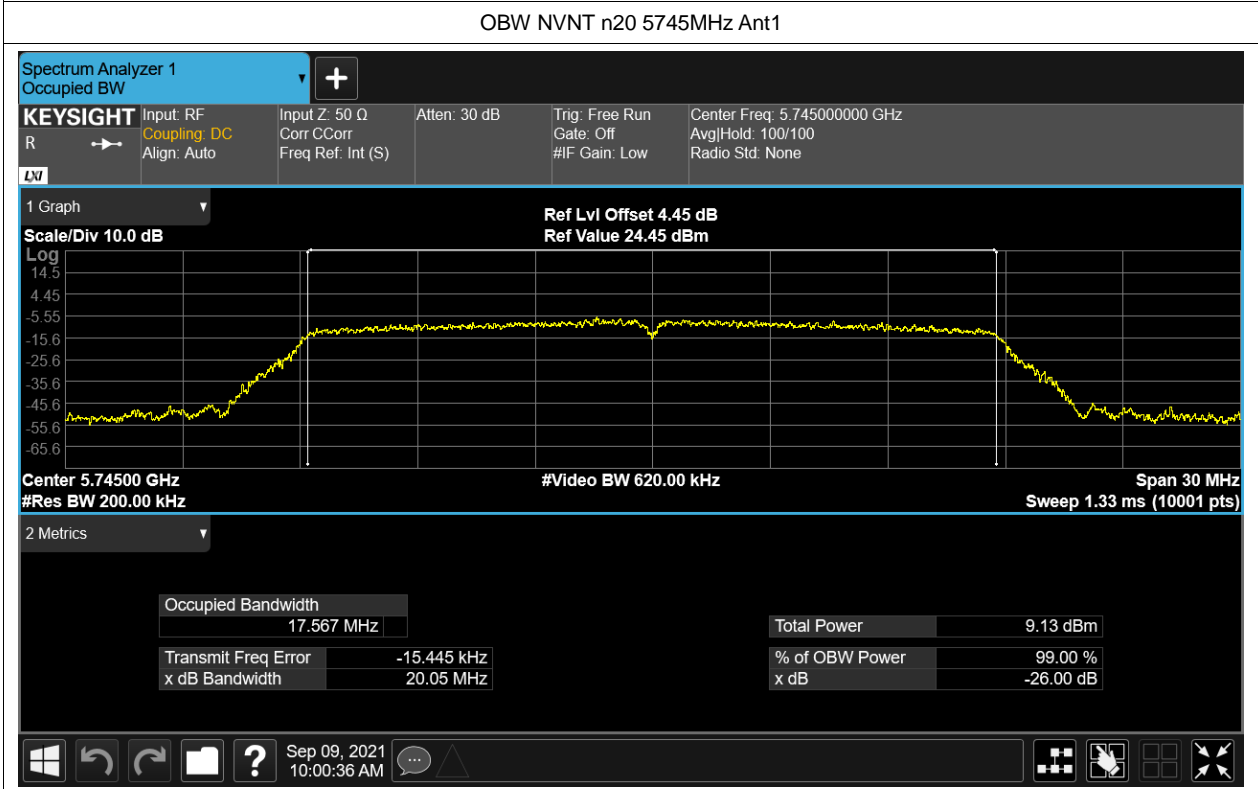 OBW NVNT n20 5745MHz Ant1
Spectrum Analyzer 1
Occupied BW
KEYSIGHT
R
LXI
Input: RF
Coupling: DC
Align: Auto
Input Z: 50 Ω
Corr CCorr
Freq Ref: Int (S)
Atten: 30 dB
Trig: Free Run
Gate: Off
#IF Gain: Low
Center Freq: 5.745000000 GHz
Avg|Hold: 100/100
Radio Std: None
1 Graph
Scale/Div 10.0 dB
Ref Lvl Offset 4.45 dB
Ref Value 24.45 dBm
Log
14.5
4.45
-5.55
-15.6
-25.6
-35.6
-45.6
-55.6
-65.6
Center 5.74500 GHz
#Video BW 620.00 kHz
Span 30 MHz
#Res BW 200.00 kHz
Sweep 1.33 ms (10001 pts)
2 Metrics
Occupied Bandwidth
17.567 MHz
Total Power 9.13 dBm
Transmit Freq Error -15.445 kHz
% of OBW Power 99.00 %
x dB Bandwidth 20.05 MHz
x dB -26.00 dB
?
Sep 09, 2021
10:00:36 AM